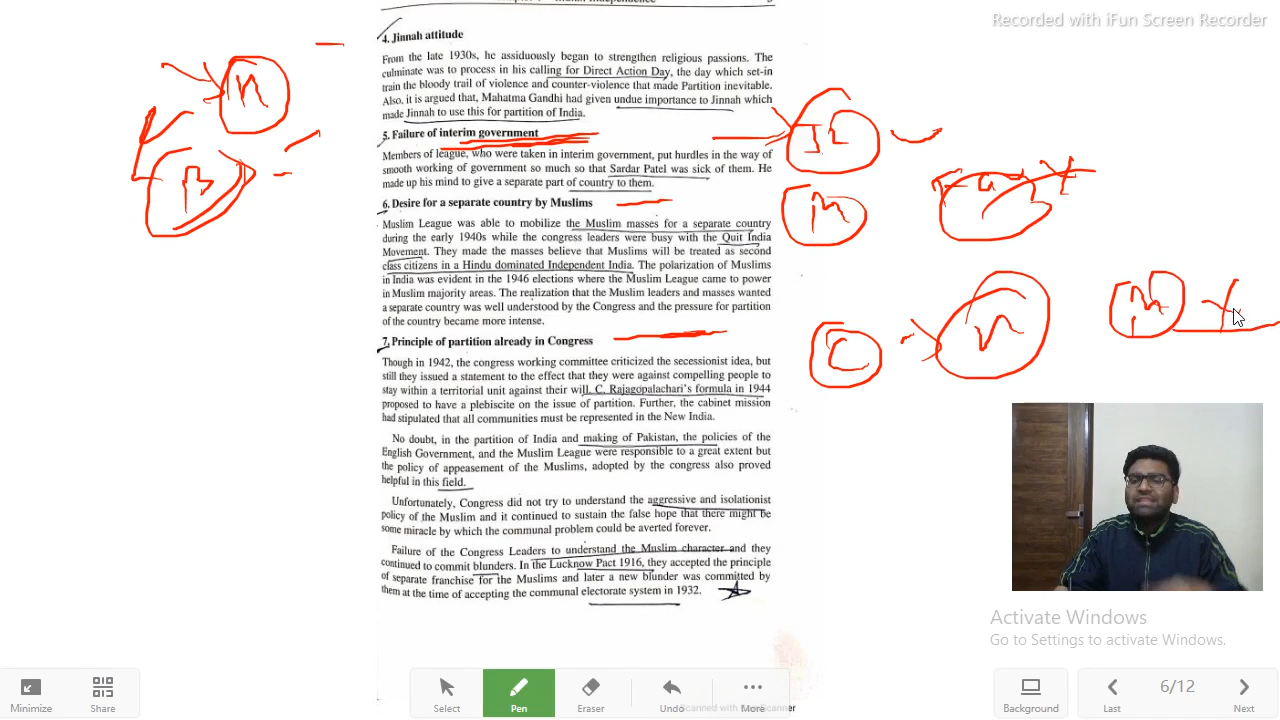 Recorded with iFun Screen Recorder
4. Jinnah attitude
From the late 1930s, he assiduously began to strengthen religious passions. The
culminate was to process in his calling for Direct Action Day, the day which set-in
train the bloody trail of violence and counter-violence that made Partition inevitable.
Also, it is argued that, Mahatma Gandhi had given undue importance to Jinnah which
made Jinnah to use this for partition of India.
5. Failure of interim government
Members of league, who were taken in interim government, put hurdles in the way of
smooth working of government so much so that Sardar Patel was sick of them. He
made up his mind to give a separate part of country to them.
6. Desire for a separate country by Muslims
Muslim League was able to mobilize the Muslim masses for a separate country
during the early 1940s while the congress leaders were busy with the Quit India
Movement. They made the masses believe that Muslims will be treated as second
class citizens in a Hindu dominated Independent India. The polarization of Muslims
in India was evident in the 1946 elections where the Muslim League came to power
in Muslim majority areas. The realization that the Muslim leaders and masses wanted
a separate country was well understood by the Congress and the pressure for partition
of the country became more intense.
7. Principle of partition already in Congress
Though in 1942, the congress working committee criticized the secessionist idea, but
still they issued a statement to the effect that they were against compelling people to
stay within a territorial unit against their will. C. Rajagopalachari's formula in 1944
proposed to have a plebiscite on the issue of partition. Further, the cabinet mission
had stipulated that all communities must be represented in the New India.
No doubt, in the partition of India and making of Pakistan, the policies of the
English Government, and the Muslim League were responsible to a great extent but
the policy of appeasement of the Muslims, adopted by the congress also proved
helpful in this field.
Unfortunately, Congress did not try to understand the aggressive and isolationist
policy of the Muslim and it continued to sustain the false hope that there might be
some miracle by which the communal problem could be averted forever.
Failure of the Congress Leaders to understand the Muslim character and they
continued to commit blunders. In the Lucknow Pact 1916, they accepted the principle
of separate franchise for the Muslims and later a new blunder was committed by
them at the time of accepting the communal electorate system in 1932.
N
B
M
C
Activate Windows
Go to Settings to activate Windows.
Minimize
Share
Select
Pen
Eraser
Undo
More
Background
6/12
Last
Next